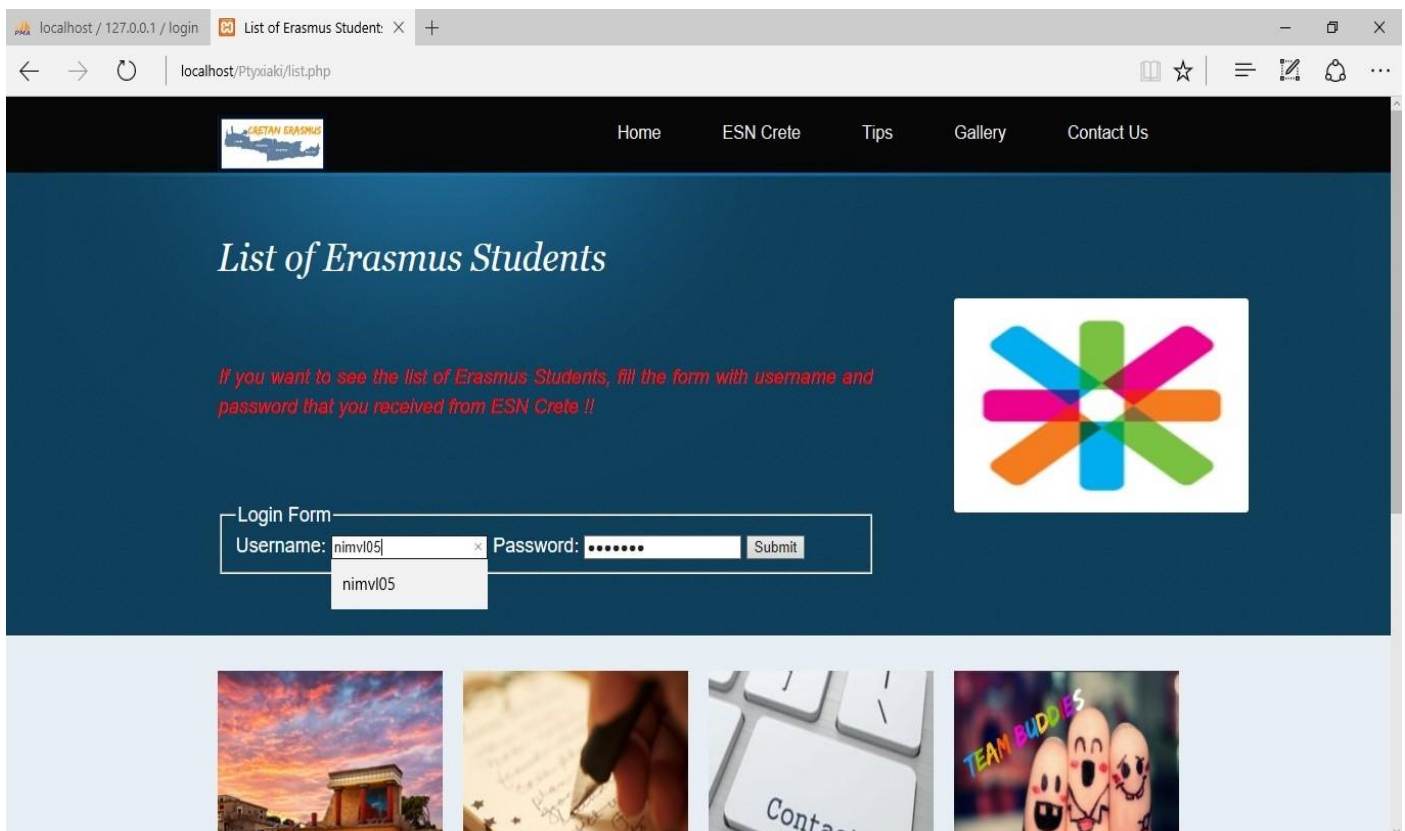 localhost / 127.0.0.1 / login
List of Erasmus Student:
localhost/Ptyxiaki/list.php
CRETAN ERASMUS
Home ESN Crete Tips Gallery Contact Us
List of Erasmus Students
If you want to see the list of Erasmus Students, fill the form with username and
password that you received from ESN Crete !!
Login Form
Username: nimvl05 Password: ••••••• Submit
nimvl05
TEAM BUDDIES